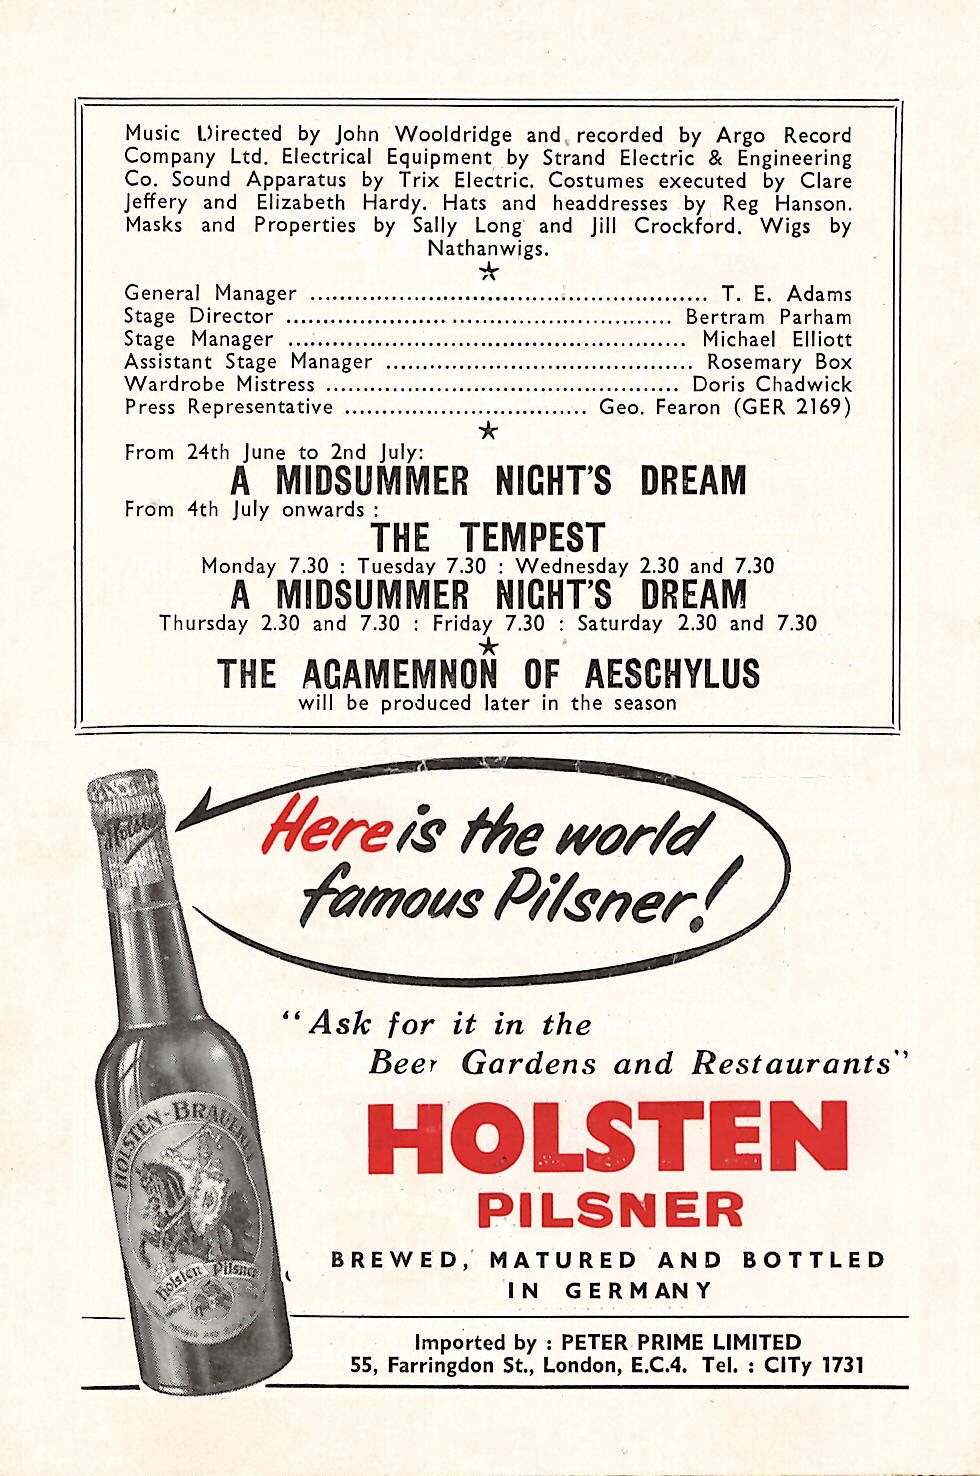 Music Directed by John Wooldridge and recorded by Argo Record
Company Ltd. Electrical Equipment by Strand Electric & Engineering
Co. Sound Apparatus by Trix Electric. Costumes executed by Clare
Jeffery and Elizabeth Hardy. Hats and headdresses by Reg Hanson.
Masks and Properties by Sally Long and Jill Crockford. Wigs by
Nathanwigs.
General Manager ........................................................ T. E. Adams
Stage Director ........................................................ Bertram Parham
Stage Manager ........................................................ Michael Elliott
Assistant Stage Manager ........................................... Rosemary Box
Wardrobe Mistress ................................................. Doris Chadwick
Press Representative ................................. Geo. Fearon (GER 2169)
From 24th June to 2nd July:
A MIDSUMMER NIGHT'S DREAM
From 4th July onwards :
THE TEMPEST
Monday 7.30 : Tuesday 7.30 : Wednesday 2.30 and 7.30
A MIDSUMMER NIGHT'S DREAM
Thursday 2.30 and 7.30 : Friday 7.30 : Saturday 2.30 and 7.30
THE AGAMEMNON OF AESCHYLUS
will be produced later in the season
Here is the world
famous Pilsner!
"Ask for it in the
Beer Gardens and Restaurants"
HOLSTEN
PILSNER
BREWED, MATURED AND BOTTLED
IN GERMANY
Imported by : PETER PRIME LIMITED
55, Farringdon St., London, E.C.4. Tel. : CITy 1731
Holsten
HOLSTEN-BRAUEREI
Holsten Pilsner